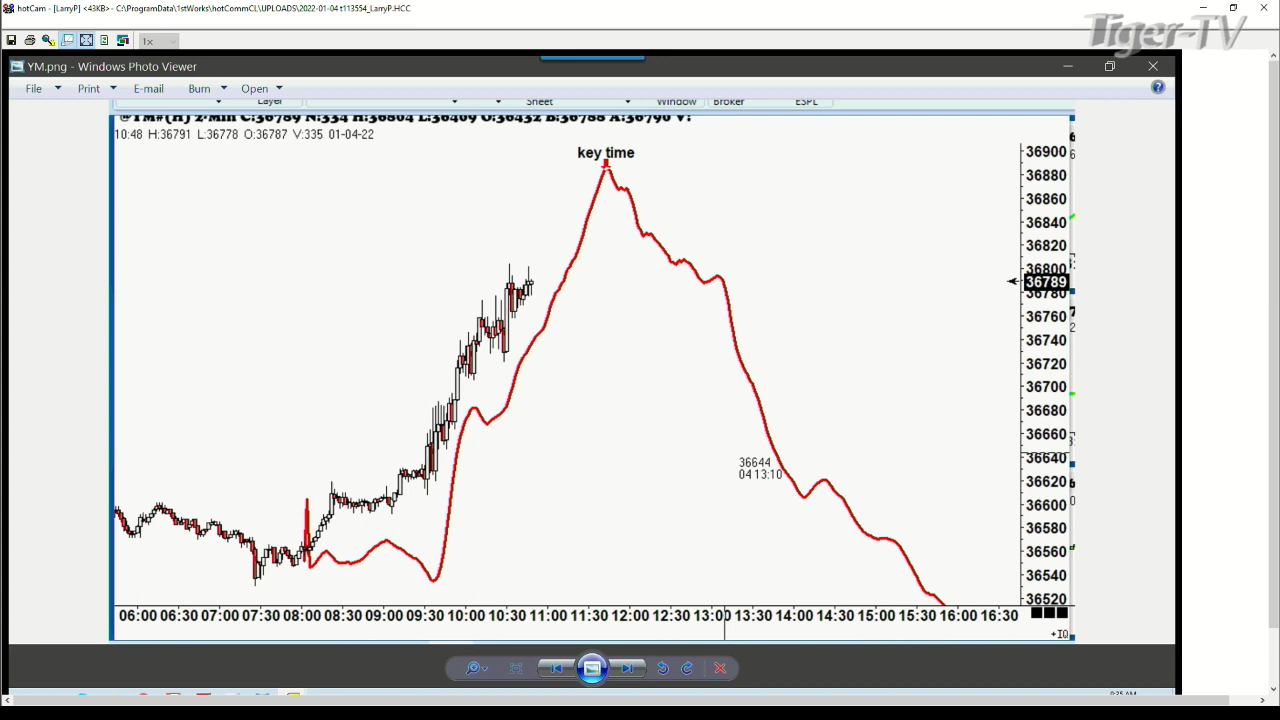 hotCam - [LarryP] <43KB> - C:\ProgramData\1stWorks\hotCommCL\UPLOADS\2022-01-04 t113554_LarryP.HCC
Tiger-TV
1x
YM.png - Windows Photo Viewer
File Print E-mail Burn Open
Layer Sheet Window Broker ESPL
10:48 H:36791 L:36778 O:36787 V:335 01-04-22
key time
36900
36880
36860
36840
36820
36800
36789
36780
36760
36740
36720
36700
36680
36660
36640
36620
36600
36580
36560
36540
36520
36644
04 13:10
06:00 06:30 07:00 07:30 08:00 08:30 09:00 09:30 10:00 10:30 11:00 11:30 12:00 12:30 13:00 13:30 14:00 14:30 15:00 15:30 16:00 16:30
+IQ